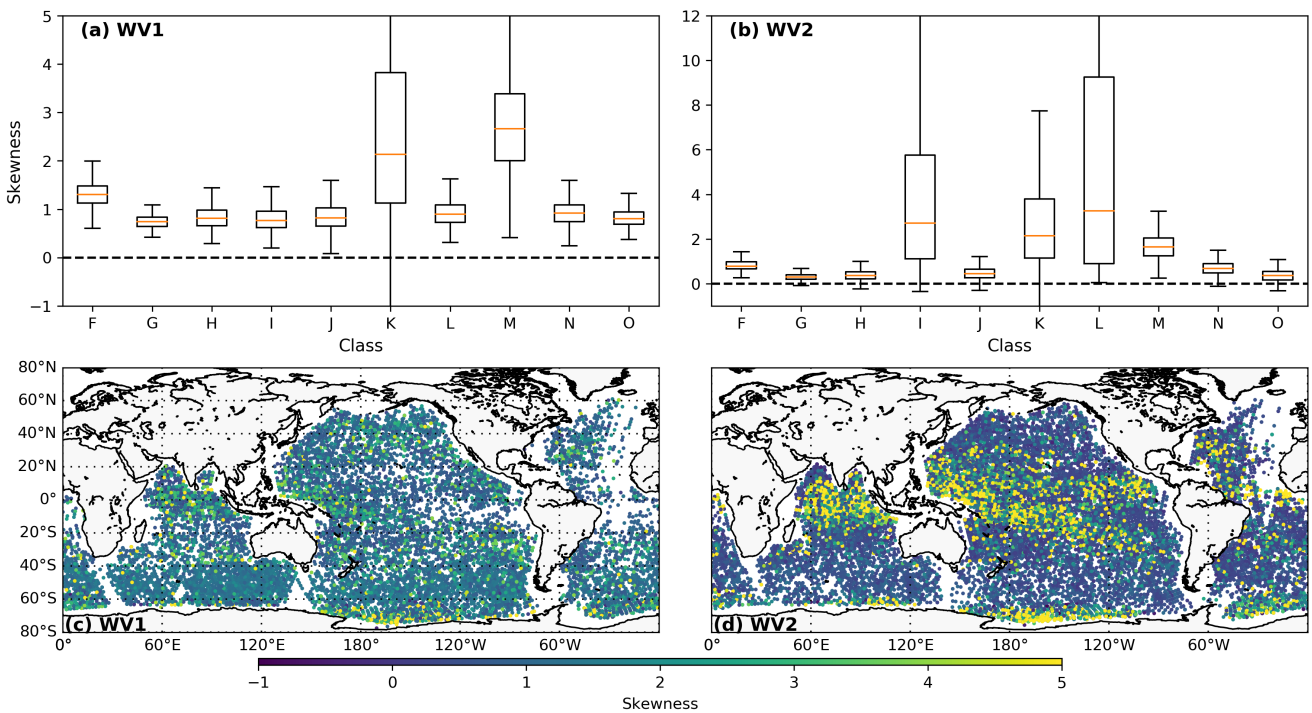 (a) WV1
5
4
3
2
1
0
−1
Skewness
F G H I J K L M N O
Class
(b) WV2
12
10
8
6
4
2
0
F G H I J K L M N O
Class
80°N
60°N
40°N
20°N
0°
20°S
40°S
60°S
80°S
(c) WV1
0° 60°E 120°E 180° 120°W 60°W
(d) WV2
0° 60°E 120°E 180° 120°W 60°W
−1 0 1 2 3 4 5
Skewness